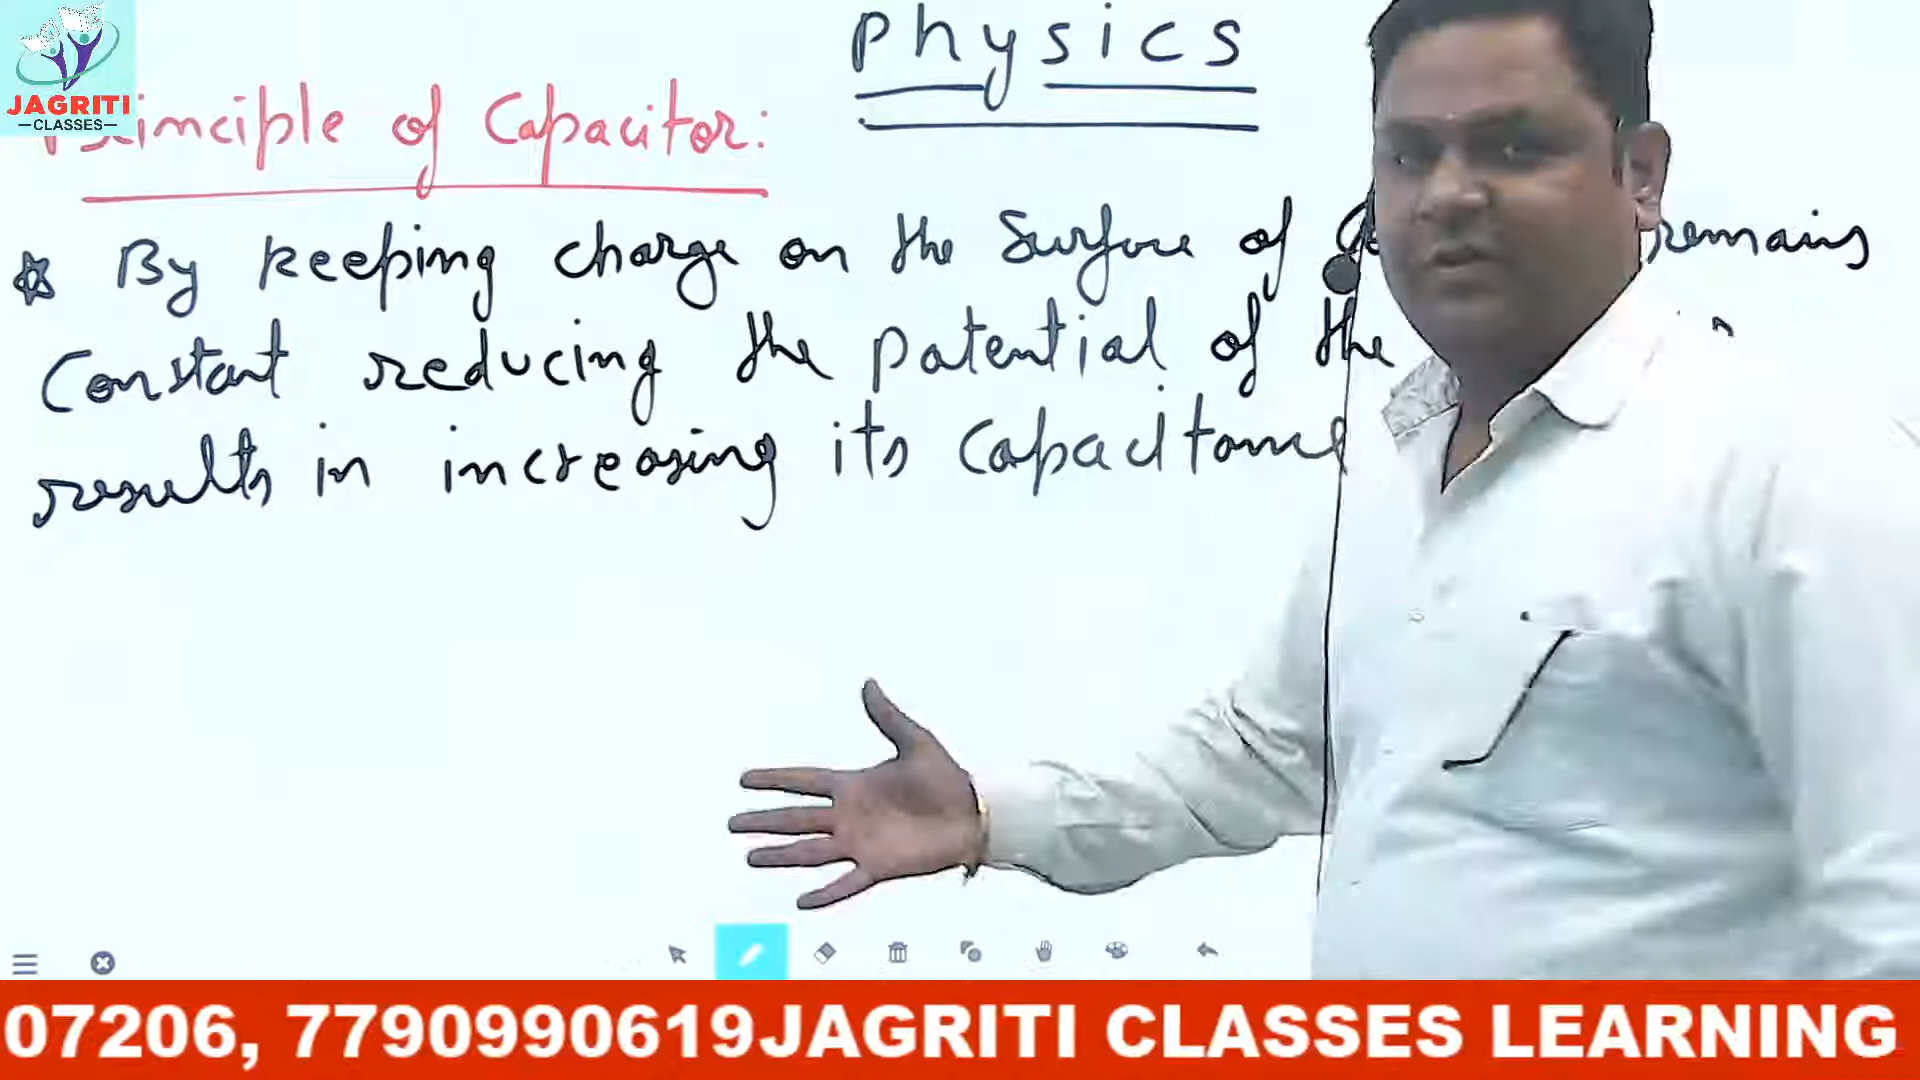 Physics
JAGRITI
CLASSES
Principle of Capacitor:
By keeping charge on the Surface of remains
Constant reducing the potential of the
results in increasing its Capacitance
07206, 7790990619JAGRITI CLASSES LEARNING